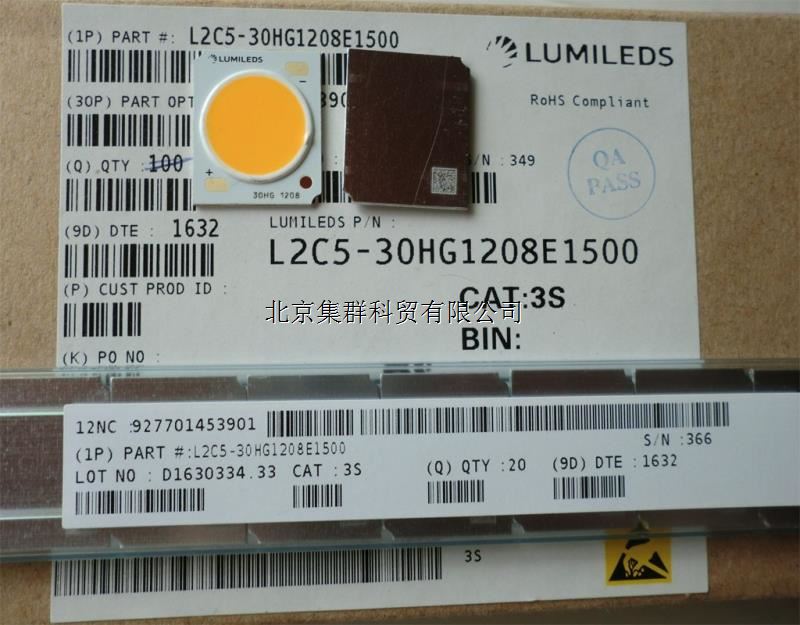 (1P) PART #: L2C5-30HG1208E1500
LUMILEDS
LUMILEDS
(30P) PART OPT
RoHS Compliant
(Q) QTY : 100
S/N : 349
QA
PASS
+
−
30HG 1208
(9D) DTE : 1632
LUMILEDS P/N :
L2C5-30HG1208E1500
(P) CUST PROD ID :
CAT:3S
北京集群科贸有限公司
BIN:
(K) PO NO :
12NC :927701453901
(1P) PART #:L2C5-30HG1208E1500
S/N :366
LOT NO : D1630334.33 CAT : 3S (Q) QTY :20 (9D) DTE :1632
3S